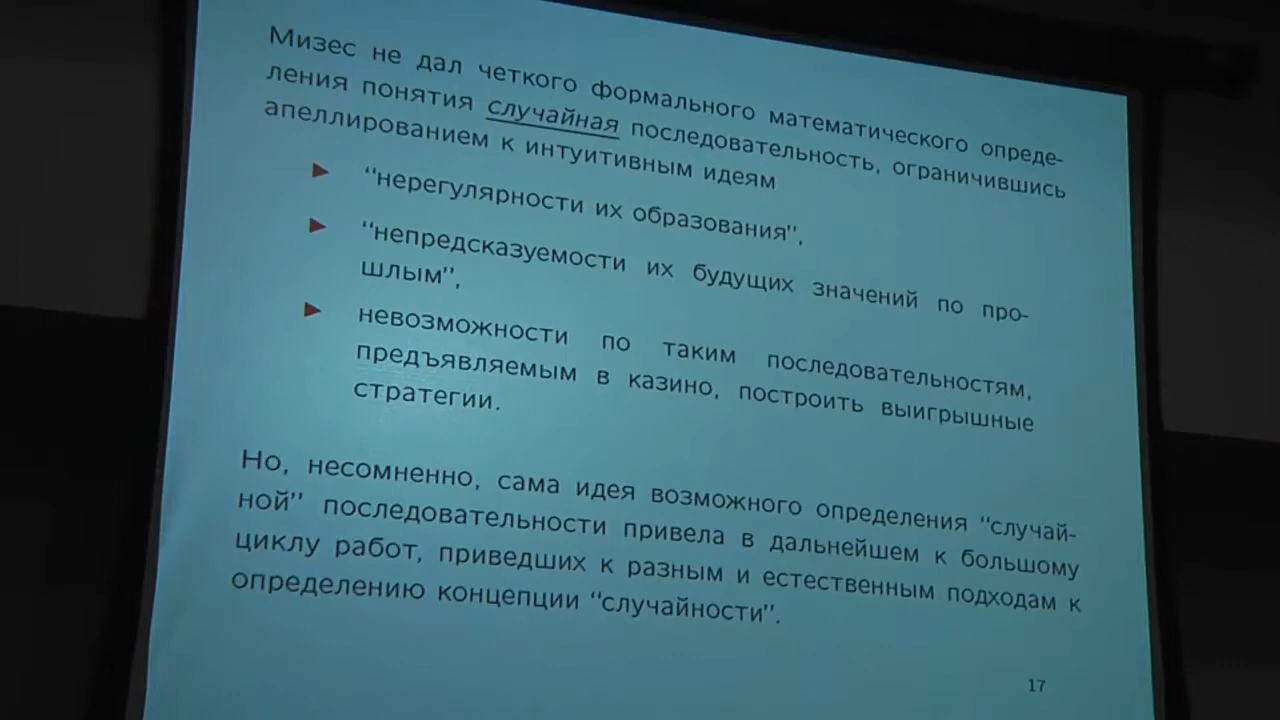 Мизес не дал четкого формального математического опреде-
ления понятия случайная последовательность, ограничившись
апеллированием к интуитивным идеям
► “нерегулярности их образования”,
► “непредсказуемости их будущих значений по про-
шлым”,
► невозможности по таким последовательностям,
предъявляемым в казино, построить выигрышные
стратегии.
Но, несомненно, сама идея возможного определения “случай-
ной” последовательности привела в дальнейшем к большому
циклу работ, приведших к разным и естественным подходам к
определению концепции “случайности”.
17